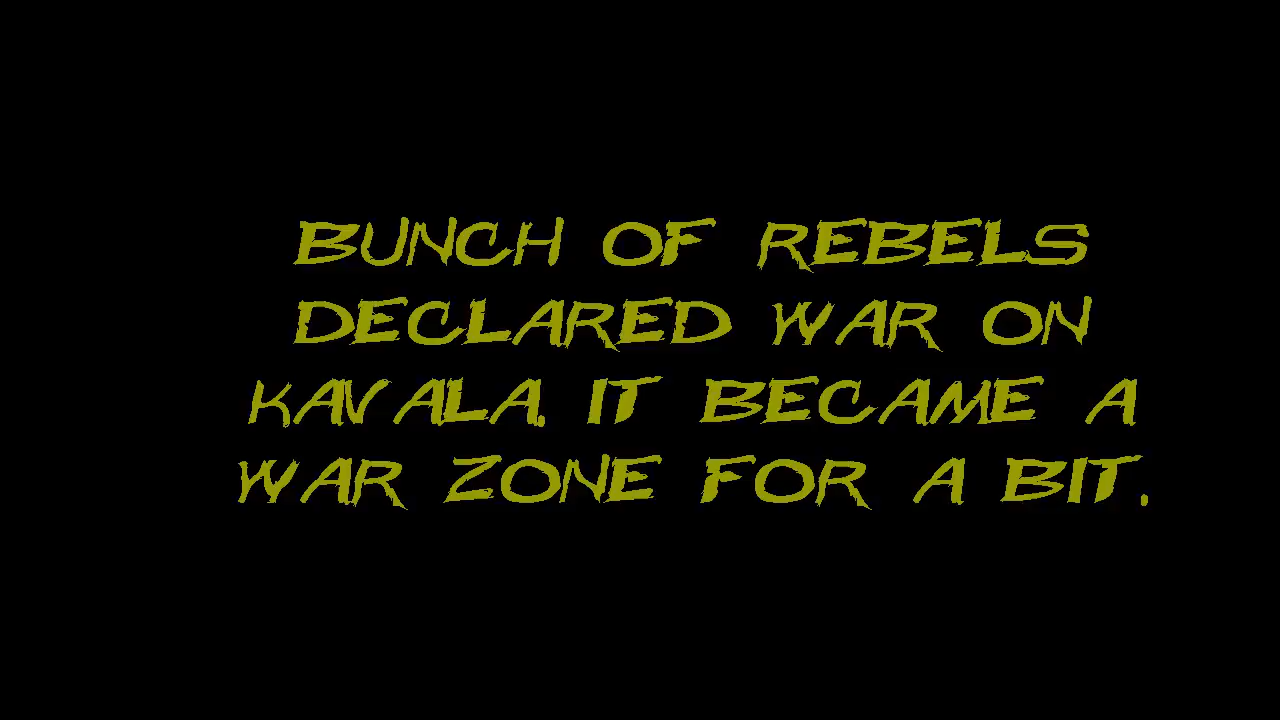 BUNCH OF REBELS
DECLARED WAR ON
KAVALA. IT BECAME A
WAR ZONE FOR A BIT.